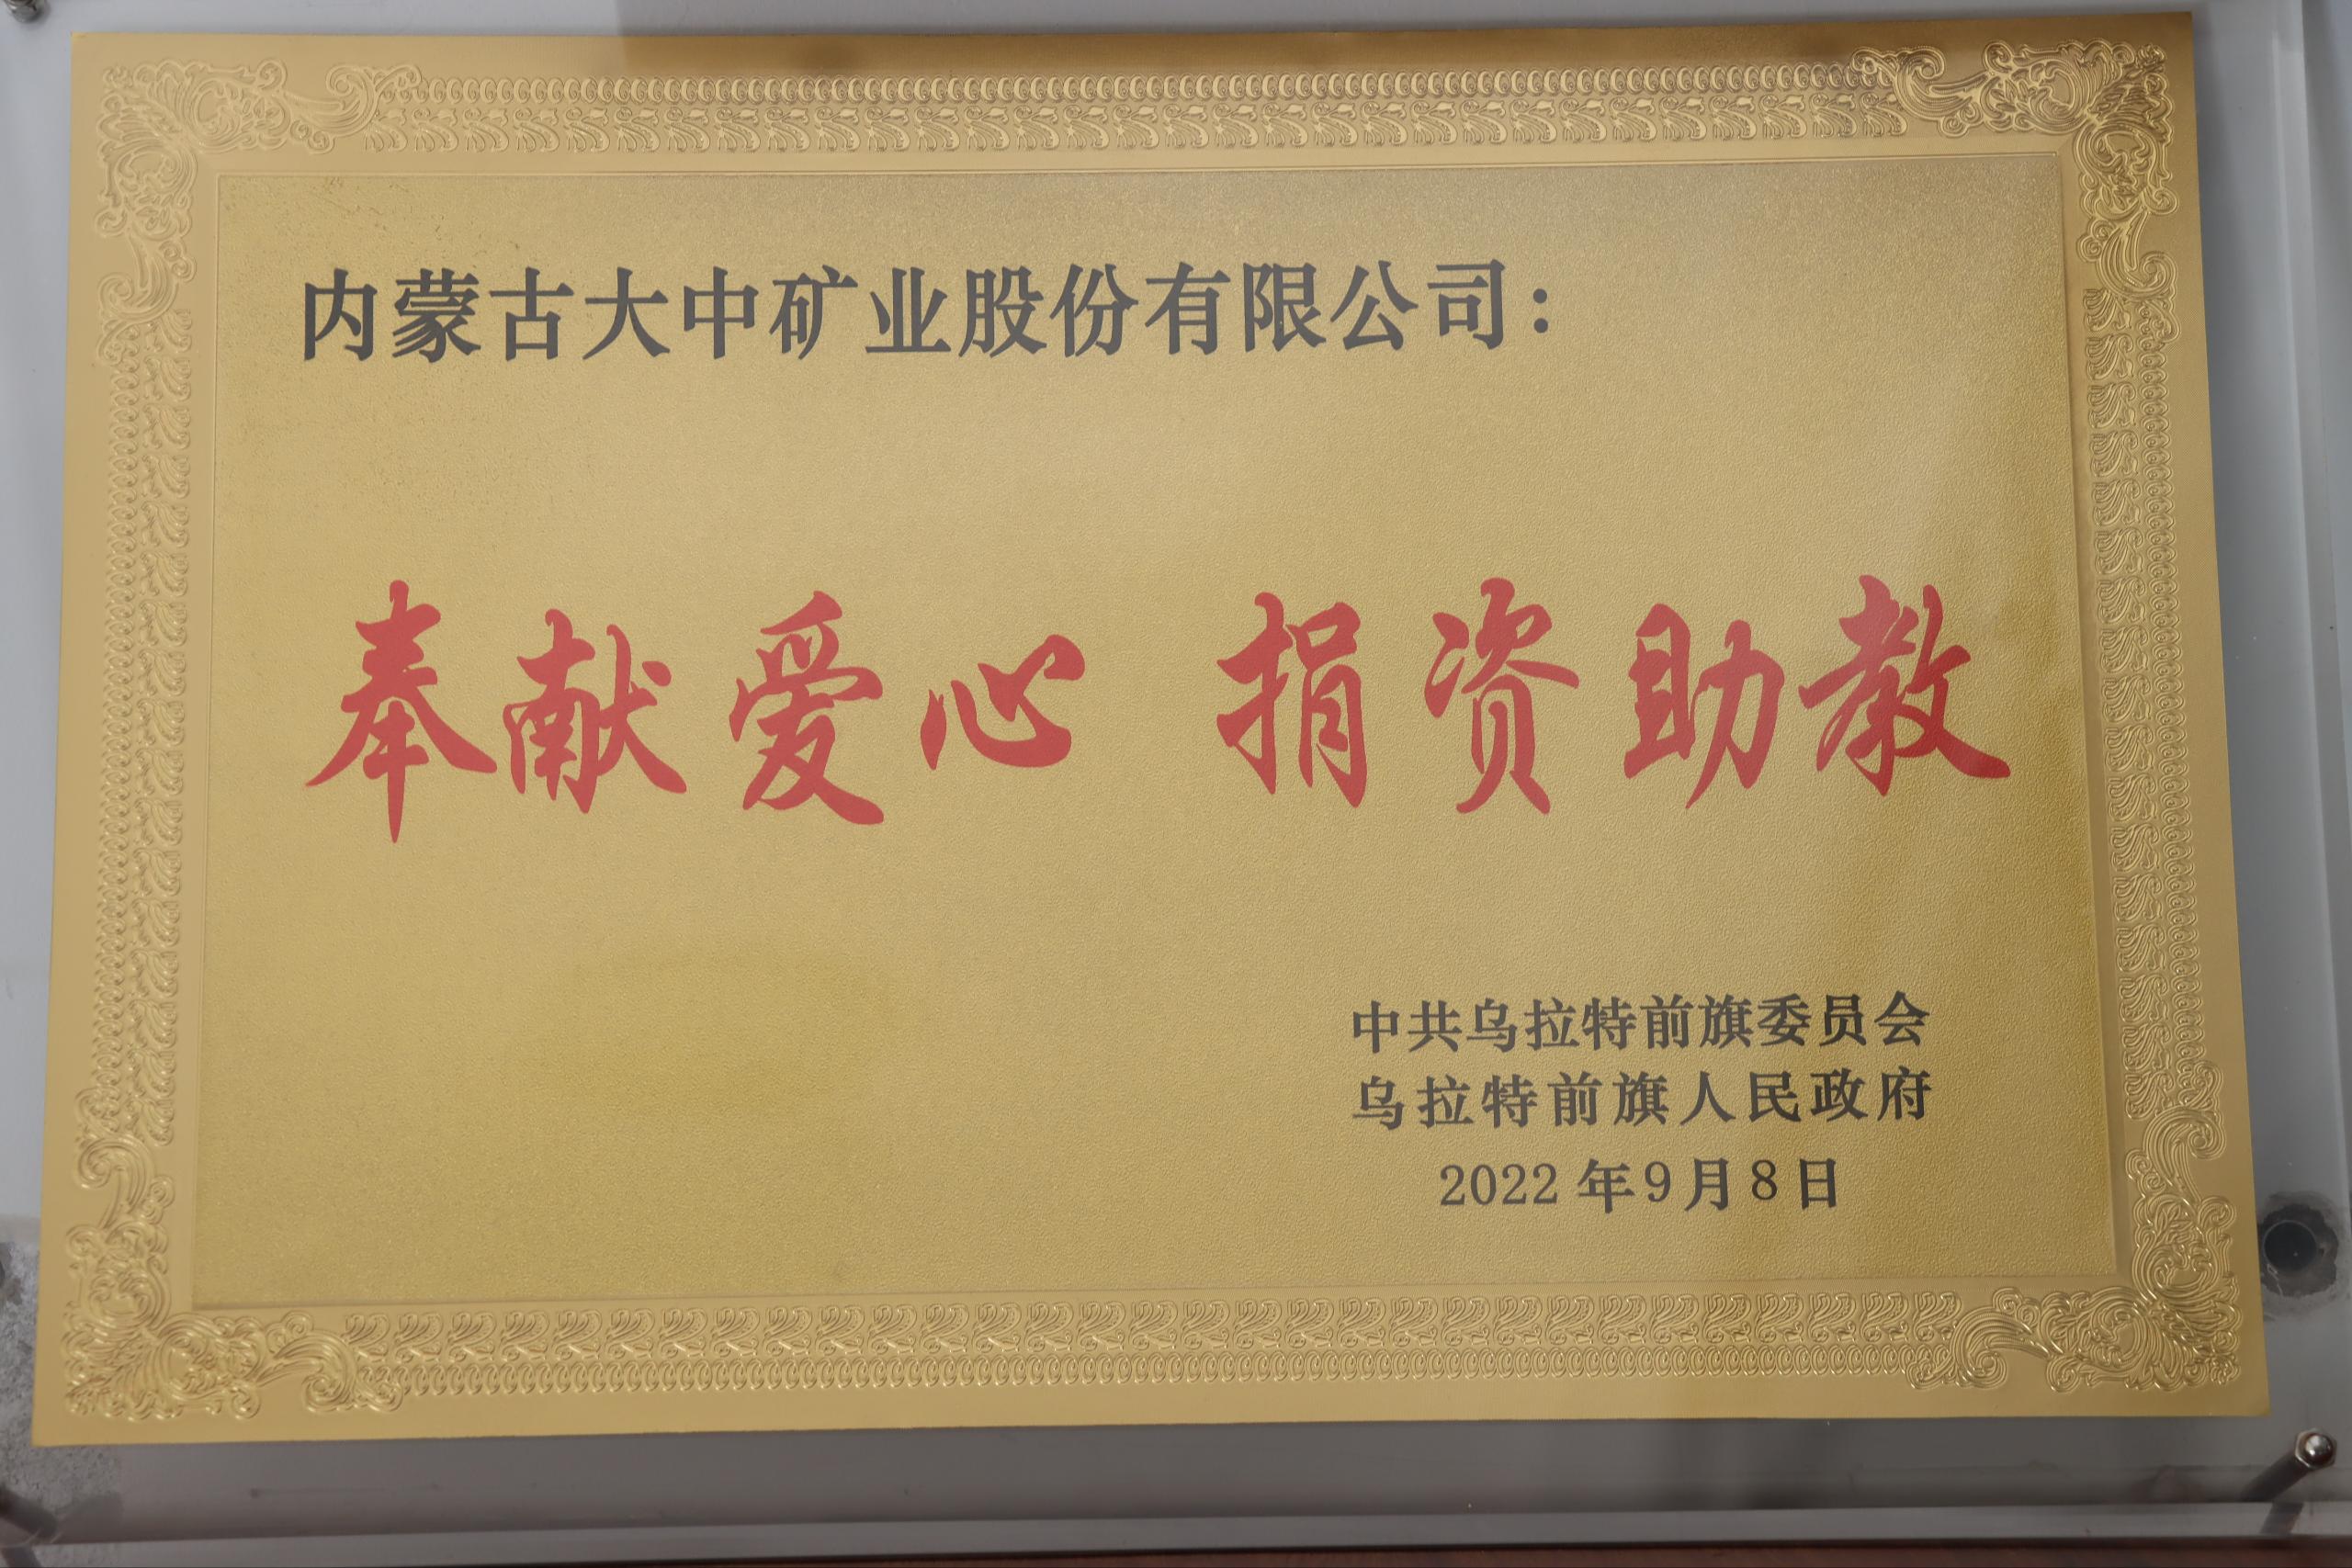 内蒙古大中矿业股份有限公司：
奉献爱心 捐资助教
中共乌拉特前旗委员会
乌拉特前旗人民政府
2022年9月8日